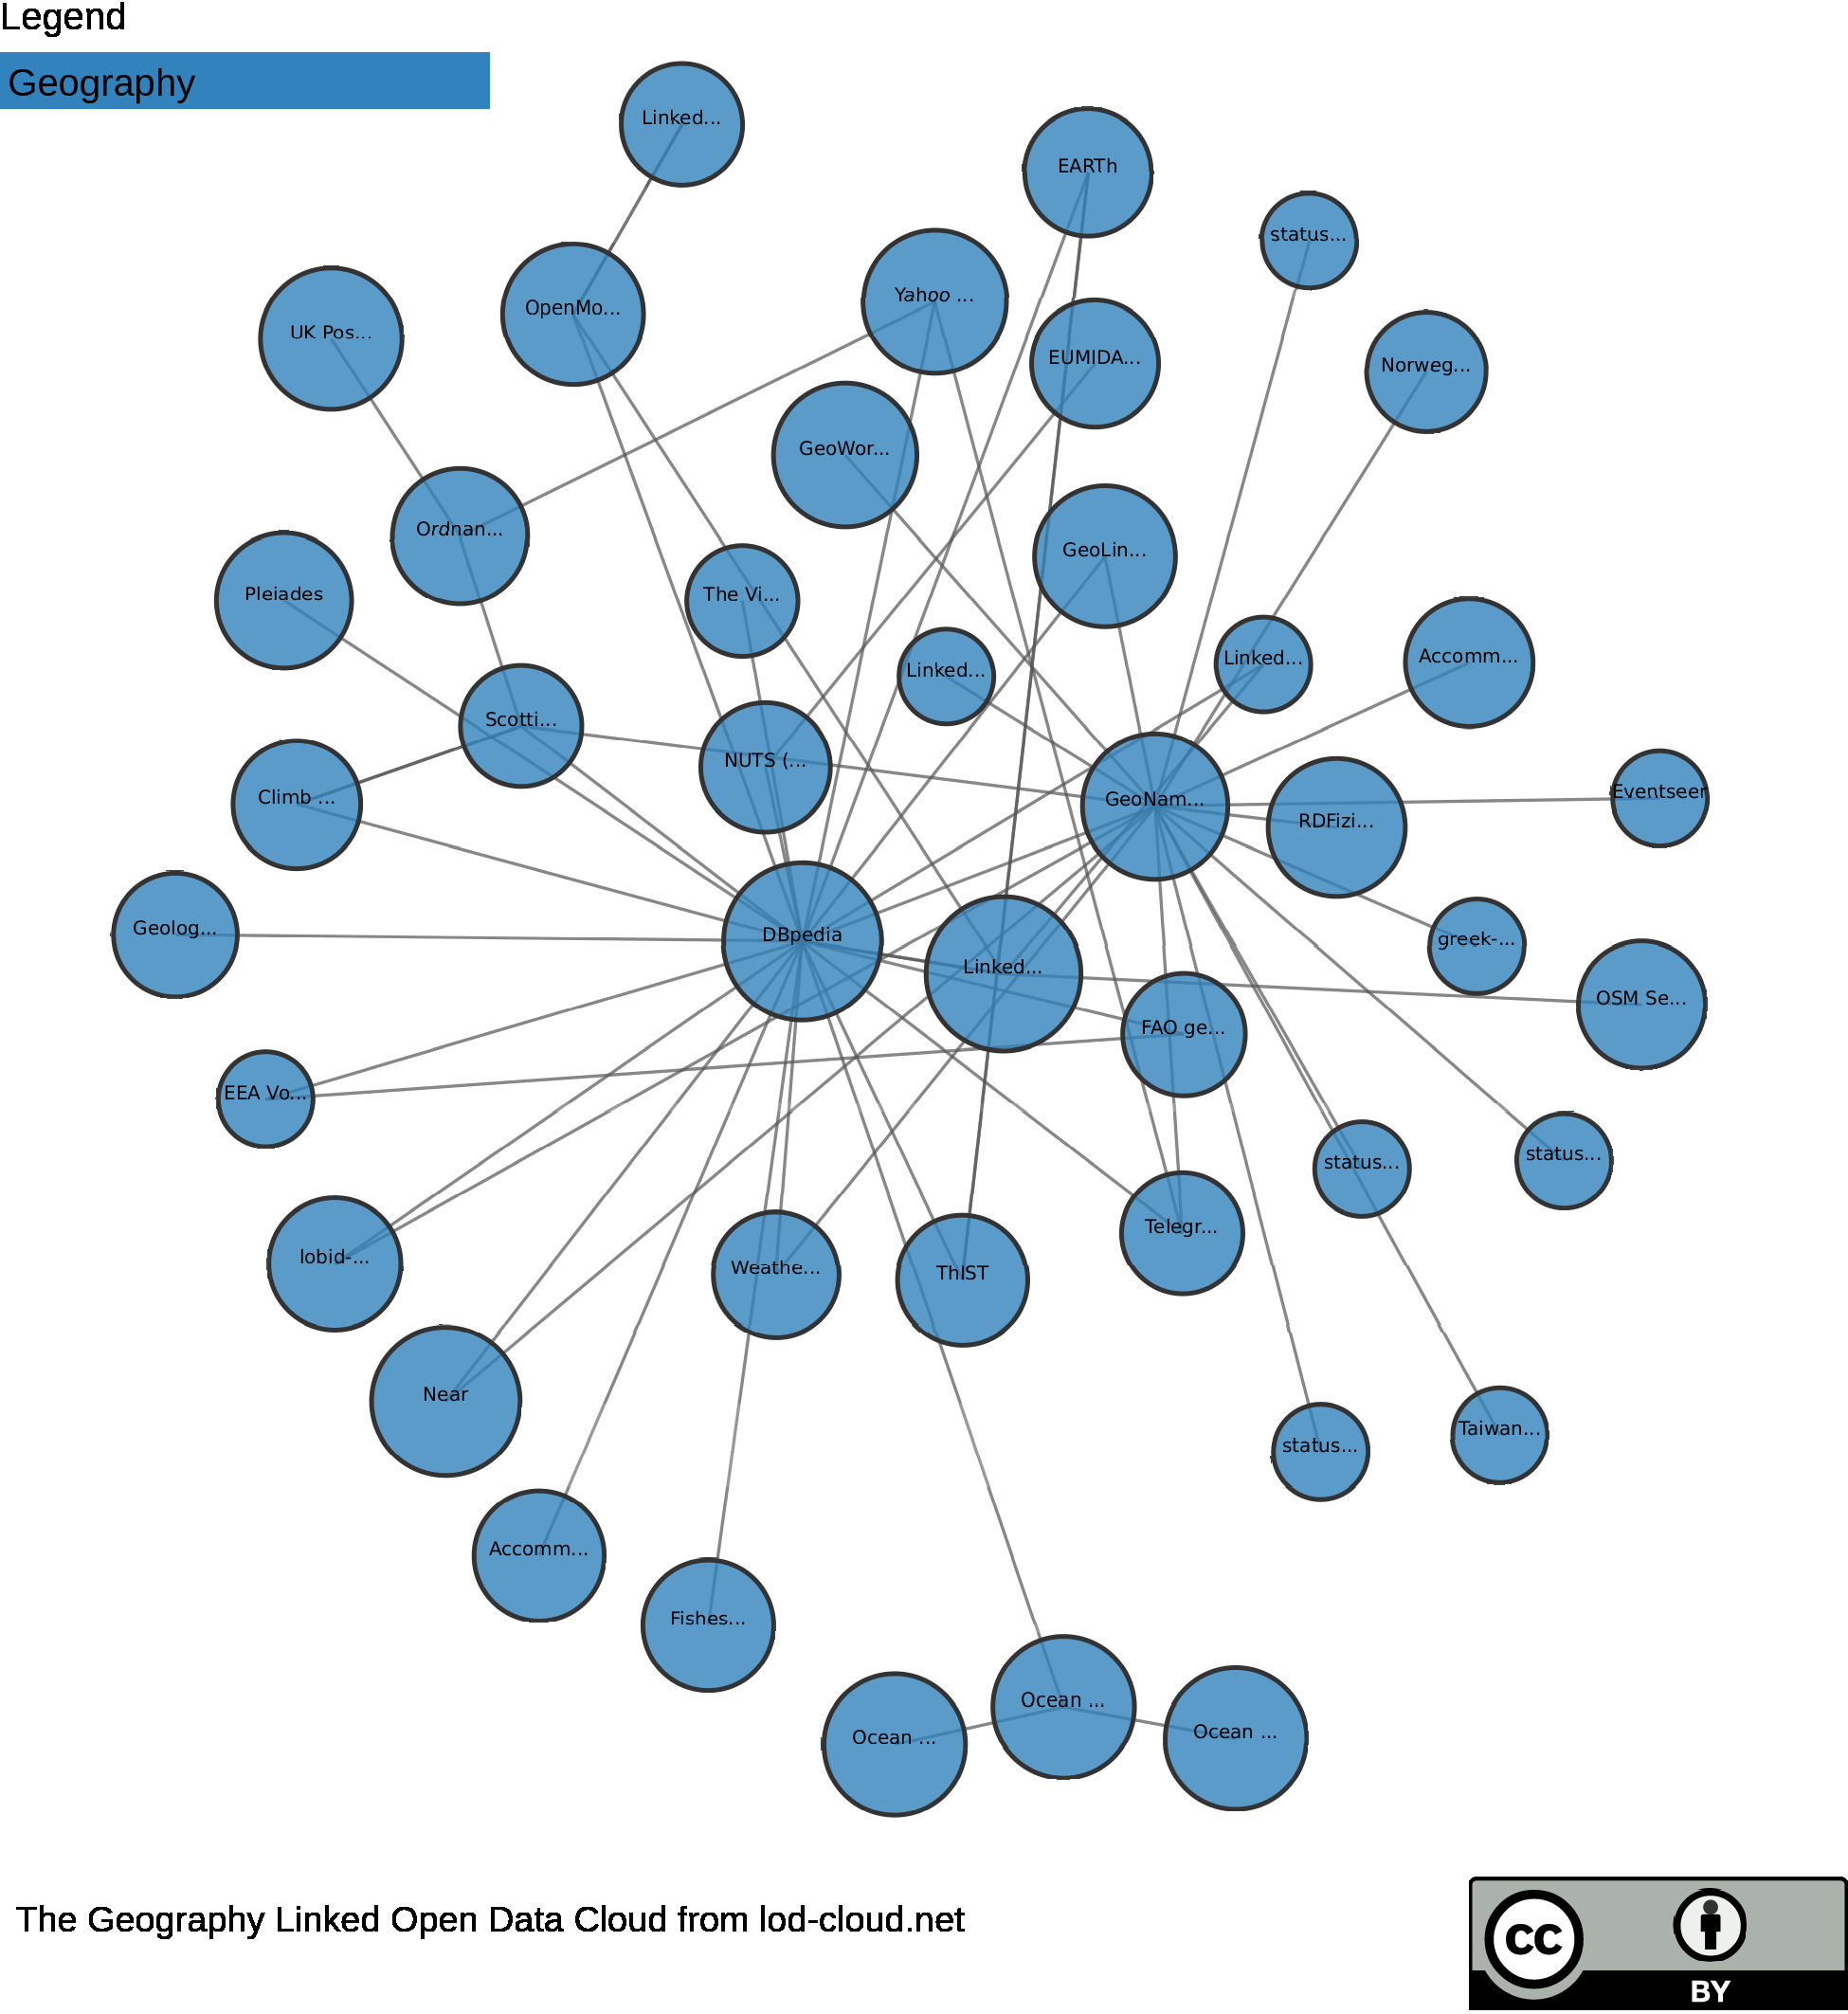 Legend
Geography
Linked...
EARTh
status...
Yahoo ...
OpenMo...
UK Pos...
EUMIDA...
Norweg...
GeoWor...
Ordnan...
GeoLin...
Pleiades
The Vi...
Linked...
Linked...
Accomm...
Scotti...
NUTS (...
Climb ...
GeoNam...
Eventseer
RDFizi...
Geolog...
DBpedia
greek-...
Linked...
OSM Se...
FAO ge...
EEA Vo...
status...
status...
Telegr...
lobid-...
Weathe...
ThIST
Near
Taiwan...
status...
Accomm...
Fishes...
Ocean ...
Ocean ...
Ocean ...
The Geography Linked Open Data Cloud from lod-cloud.net
cc
BY